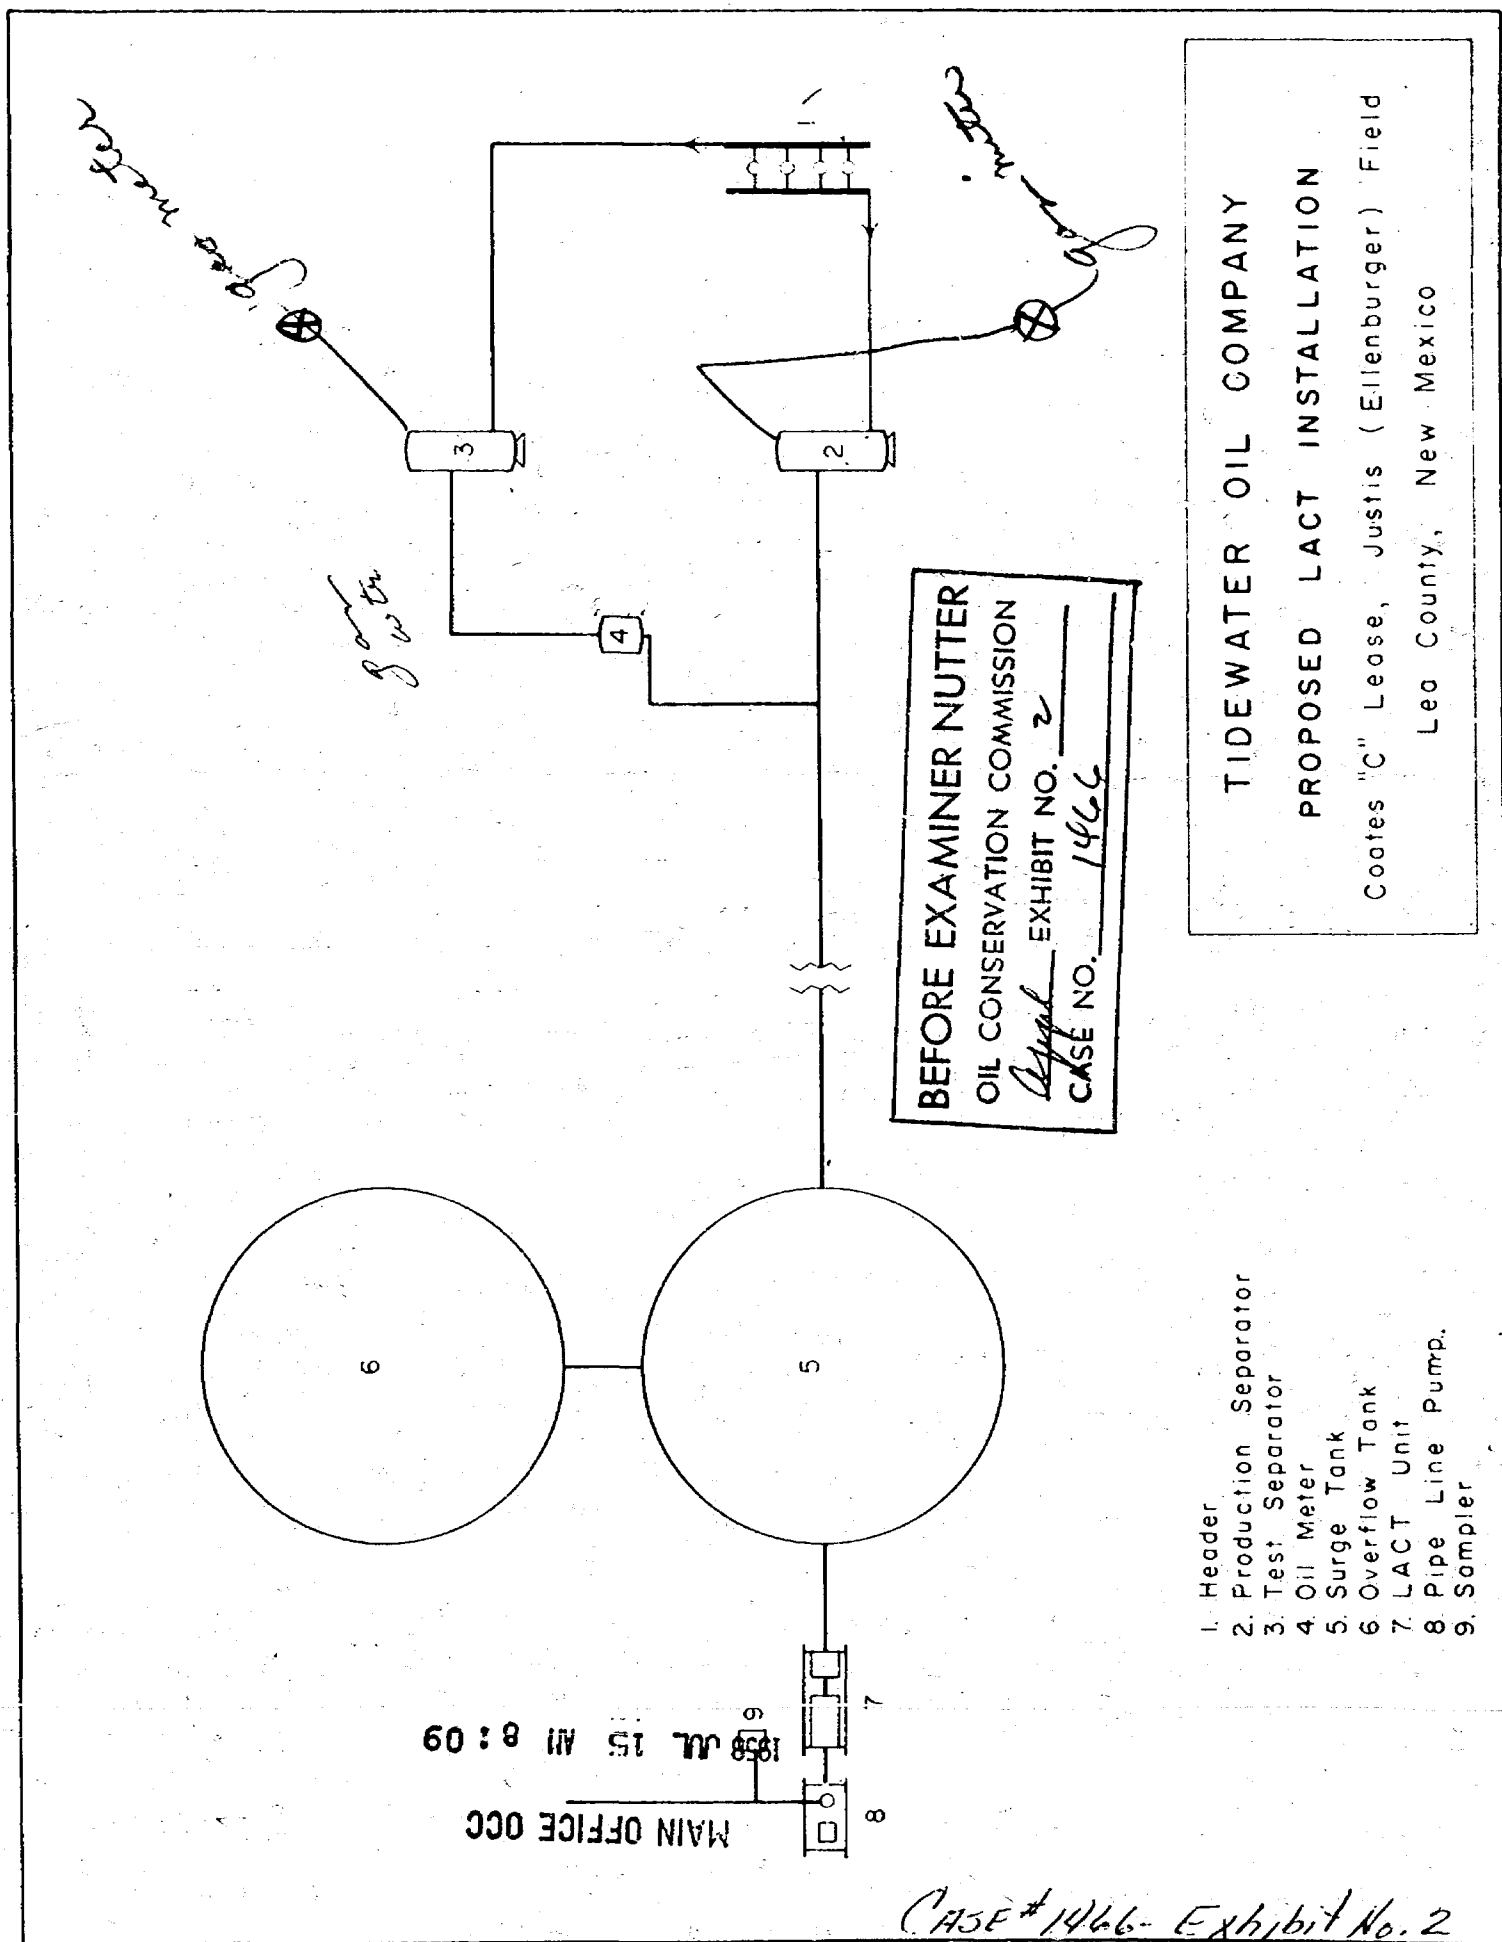 gas meter
3
1
gas meter
2
4
6
5
9
7
8
MAIN OFFICE OCC
1958 JUL 15 AM 8:09
BEFORE EXAMINER NUTTER
OIL CONSERVATION COMMISSION
EXHIBIT NO. 2
CASE NO. 1466
1. Header
2. Production Separator
3. Test Separator
4. Oil Meter
5. Surge Tank
6. Overflow Tank
7. LACT Unit
8. Pipe Line Pump.
9. Sampler
TIDEWATER OIL COMPANY
PROPOSED LACT INSTALLATION
Coates "C" Lease, Justis (Ellenburger) Field
Lea County, New Mexico
CASE # 1466- Exhibit No. 2